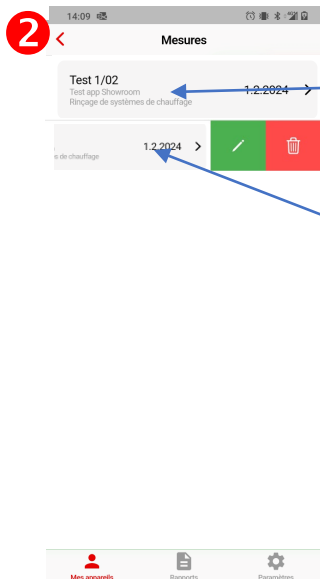 2
14:09
Mesures
Test 1/02
Test app Showroom
Rinçage de systèmes de chauffage
1.2.2024
1.2.2024
s de chauffage
Mes appareils
Rapports
Paramètres